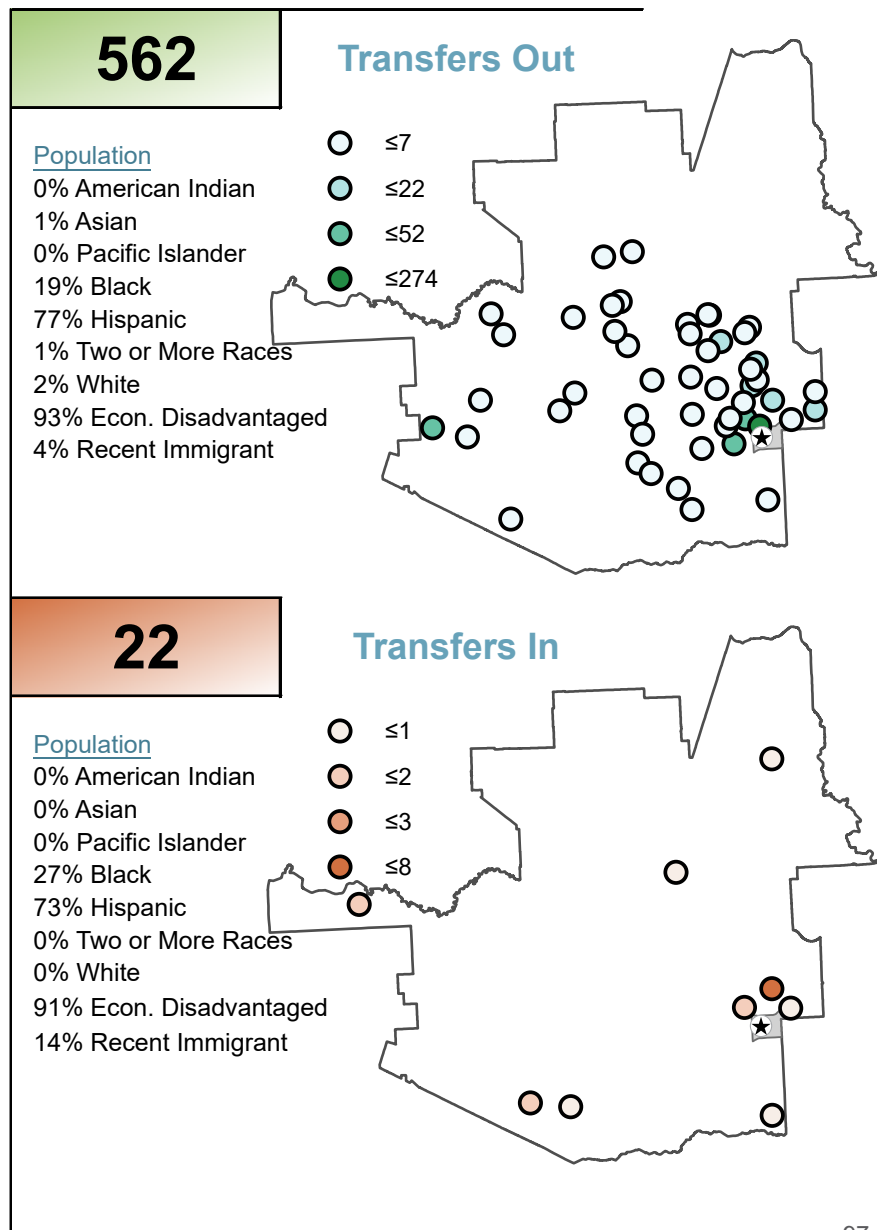 562
Transfers Out
Population
0% American Indian
1% Asian
0% Pacific Islander
19% Black
77% Hispanic
1% Two or More Races
2% White
93% Econ. Disadvantaged
4% Recent Immigrant
≤7
≤22
≤52
≤274
22
Transfers In
Population
0% American Indian
0% Asian
0% Pacific Islander
27% Black
73% Hispanic
0% Two or More Races
0% White
91% Econ. Disadvantaged
14% Recent Immigrant
≤1
≤2
≤3
≤8